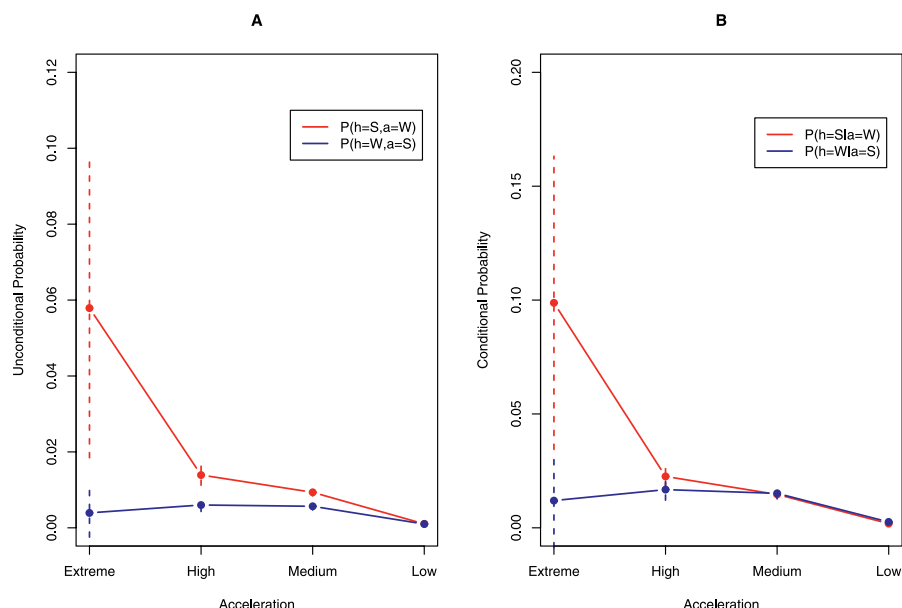 A
Unconditional Probability
0.12
0.10
0.08
0.06
0.04
0.02
0.00
P(h=S,a=W)
P(h=W,a=S)
Extreme High Medium Low
Acceleration
B
Conditional Probability
0.20
0.15
0.10
0.05
0.00
P(h=S|a=W)
P(h=W|a=S)
Extreme High Medium Low
Acceleration